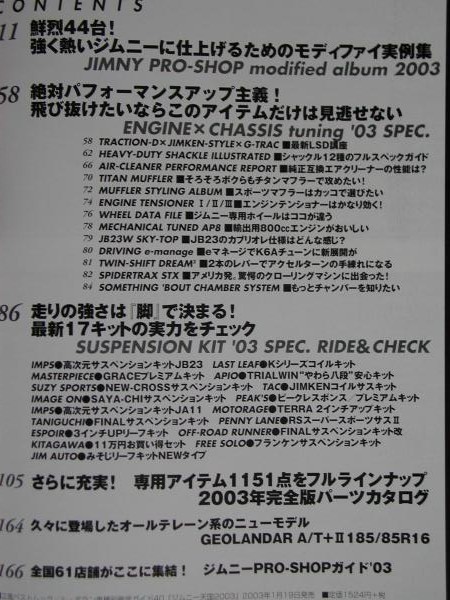 CONTENTS
11 鮮烈44台!
強く熱いジムニーに仕上げるためのモディファイ実例集
JIMNY PRO-SHOP modified album 2003
58 絶対パフォーマンスアップ主義!
飛び抜けたいならこのアイテムだけは見逃せない
ENGINE×CHASSIS tuning '03 SPEC.
58 TRACTION-D×JIMKEN-STYLE×G-TRAC ■最新LSD講座
62 HEAVY-DUTY SHACKLE ILLUSTRATED ■シャックル12種のフルスペックガイド
66 AIR-CLEANER PERFORMANCE REPORT ■純正互換エアクリーナーの性能は?
70 TITAN MUFFLER ■そろそろボクらもチタンマフラーで攻めたい!
72 MUFFLER STYLING ALBUM ■スポーツマフラーはカッコで選びたい
74 ENGINE TENSIONER Ⅰ/Ⅱ/Ⅲ ■エンジンテンショナーはかなり効く!
76 WHEEL DATA FILE ■ジムニー専用ホイールはココが違う
78 MECHANICAL TUNED AP8 ■輸出用800ccエンジンがおいしい
79 JB23W SKY-TOP ■JB23のカブリオレ仕様はどんな感じ?
80 DRIVING e-manage ■eマネージでK6Aチューンに新展開が
81 TWIN-SHIFT DREAM² ■2本のレバーでアクセルターンの手練れになる
82 SPIDERTRAX STX ■アメリカ発、驚愕のクローリングマシンに出会った!
84 SOMETHING 'BOUT CHAMBER SYSTEM ■もっとチャンバーを知りたい
86 走りの強さは『脚』で決まる!
最新17キットの実力をチェック
SUSPENSION KIT '03 SPEC. RIDE&CHECK
IMPS●高次元サスペンションキットJB23 LAST LEAF●Kシリーズコイルキット
MASTERPIECE●GRACEプレミアムキット APIO●TRIALWIN"やわら八段"安心キット
SUZY SPORTS●NEW-CROSSサスペンションキット TAC●JIMKENコイルサスキット
IMAGE ON●SAYA-CHIサスペンションキット PEAK'S●ピークレスポンス/プレミアムキット
IMPS●高次元サスペンションキットJA11 MOTORAGE●TERRA 2インチアップキット
TANIGUCHI●FINALサスペンションキット PENNY LANE●RSスーパースポーツサスⅡ
ESPOIR●3インチUPリーフキット OFF-ROAD RUNNER●FINALサスペンションキット改
KITAGAWA●11万円お買い得セット FREE SOLO●フランケンサスペンションキット
JIM AUTO●みそじリーフキットNEWタイプ
105 さらに充実! 専用アイテム1151点をフルラインナップ
2003年完全版パーツカタログ
164 久々に登場したオールテレーン系のニューモデル
GEOLANDAR A/T+Ⅱ185/85R16
166 全国61店舗がここに集結! ジムニーPRO-SHOPガイド'03
2003年1月19日発売 ■定価1524円+税